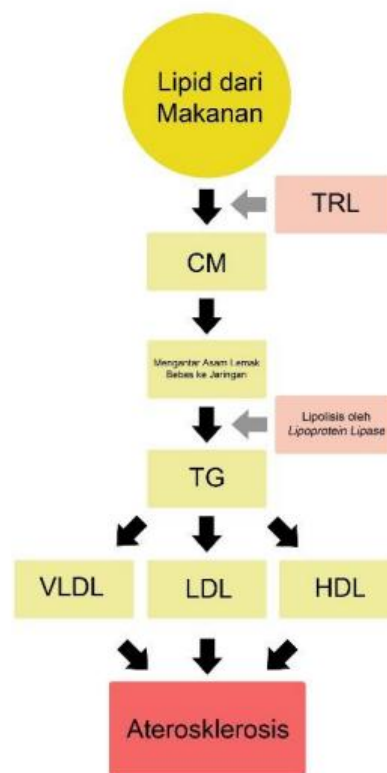 Lipid dari
Makanan
TRL
CM
Mengantar Asam Lemak
Bebas ke Jaringan
Lipolisis oleh
Lipoprotein Lipase
TG
VLDL
LDL
HDL
Aterosklerosis